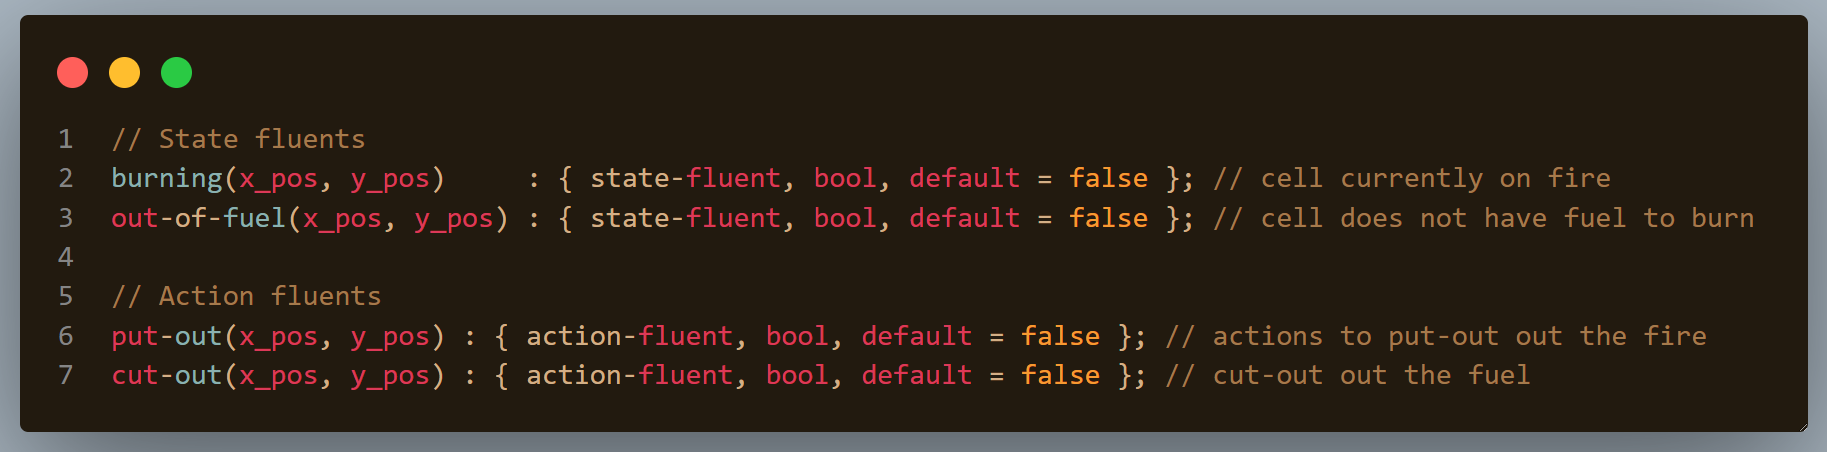 1 // State fluents
2 burning(x_pos, y_pos)     : { state-fluent, bool, default = false }; // cell currently on fire
3 out-of-fuel(x_pos, y_pos) : { state-fluent, bool, default = false }; // cell does not have fuel to burn
4
5 // Action fluents
6 put-out(x_pos, y_pos) : { action-fluent, bool, default = false }; // actions to put-out out the fire
7 cut-out(x_pos, y_pos) : { action-fluent, bool, default = false }; // cut-out out the fuel